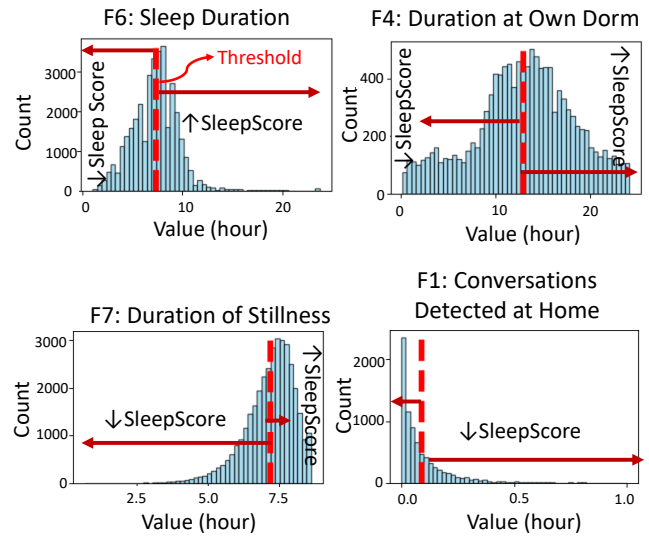 F6: Sleep Duration
Count
3000
2000
1000
0
↓ Sleep Score
Threshold
↑SleepScore
0
10
20
Value (hour)
F4: Duration at Own Dorm
Count
400
200
0
↓SleepScore
↑SleepScore
0
10
20
Value (hour)
F7: Duration of Stillness
Count
3000
2000
1000
0
↓SleepScore
↑SleepScore
2.5
5.0
7.5
Value (hour)
F1: Conversations
Detected at Home
Count
2000
1000
0
↓SleepScore
0.0
0.5
1.0
Value (hour)